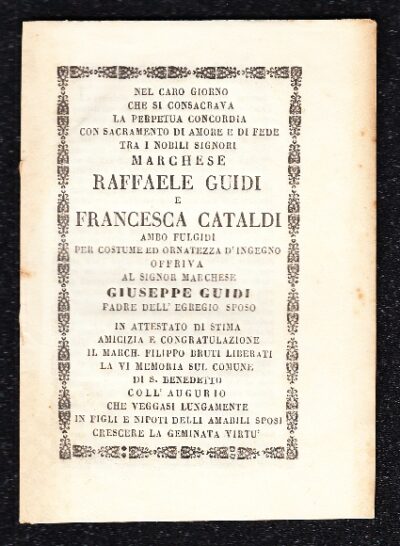 NEL CARO GIORNO
CHE SI CONSACRAVA
LA PERPETUA CONCORDIA
CON SACRAMENTO DI AMORE E DI FEDE
TRA I NOBILI SIGNORI
MARCHESE
RAFFAELE GUIDI
E
FRANCESCA CATALDI
AMBO FULGIDI
PER COSTUME ED ORNATEZZA D'INGEGNO
OFFRIVA
AL SIGNOR MARCHESE
GIUSEPPE GUIDI
PADRE DELL'EGREGIO SPOSO
IN ATTESTATO DI STIMA
AMICIZIA E CONGRATULAZIONE
IL MARCH. FILIPPO BRUTI LIBERATI
LA VI MEMORIA SUL COMUNE
DI S. BENEDETTO
COLL' AUGURIO
CHE VEGGASI LUNGAMENTE
IN FIGLI E NIPOTI DELLI AMABILI SPOSI
CRESCERE LA GEMINATA VIRTU'